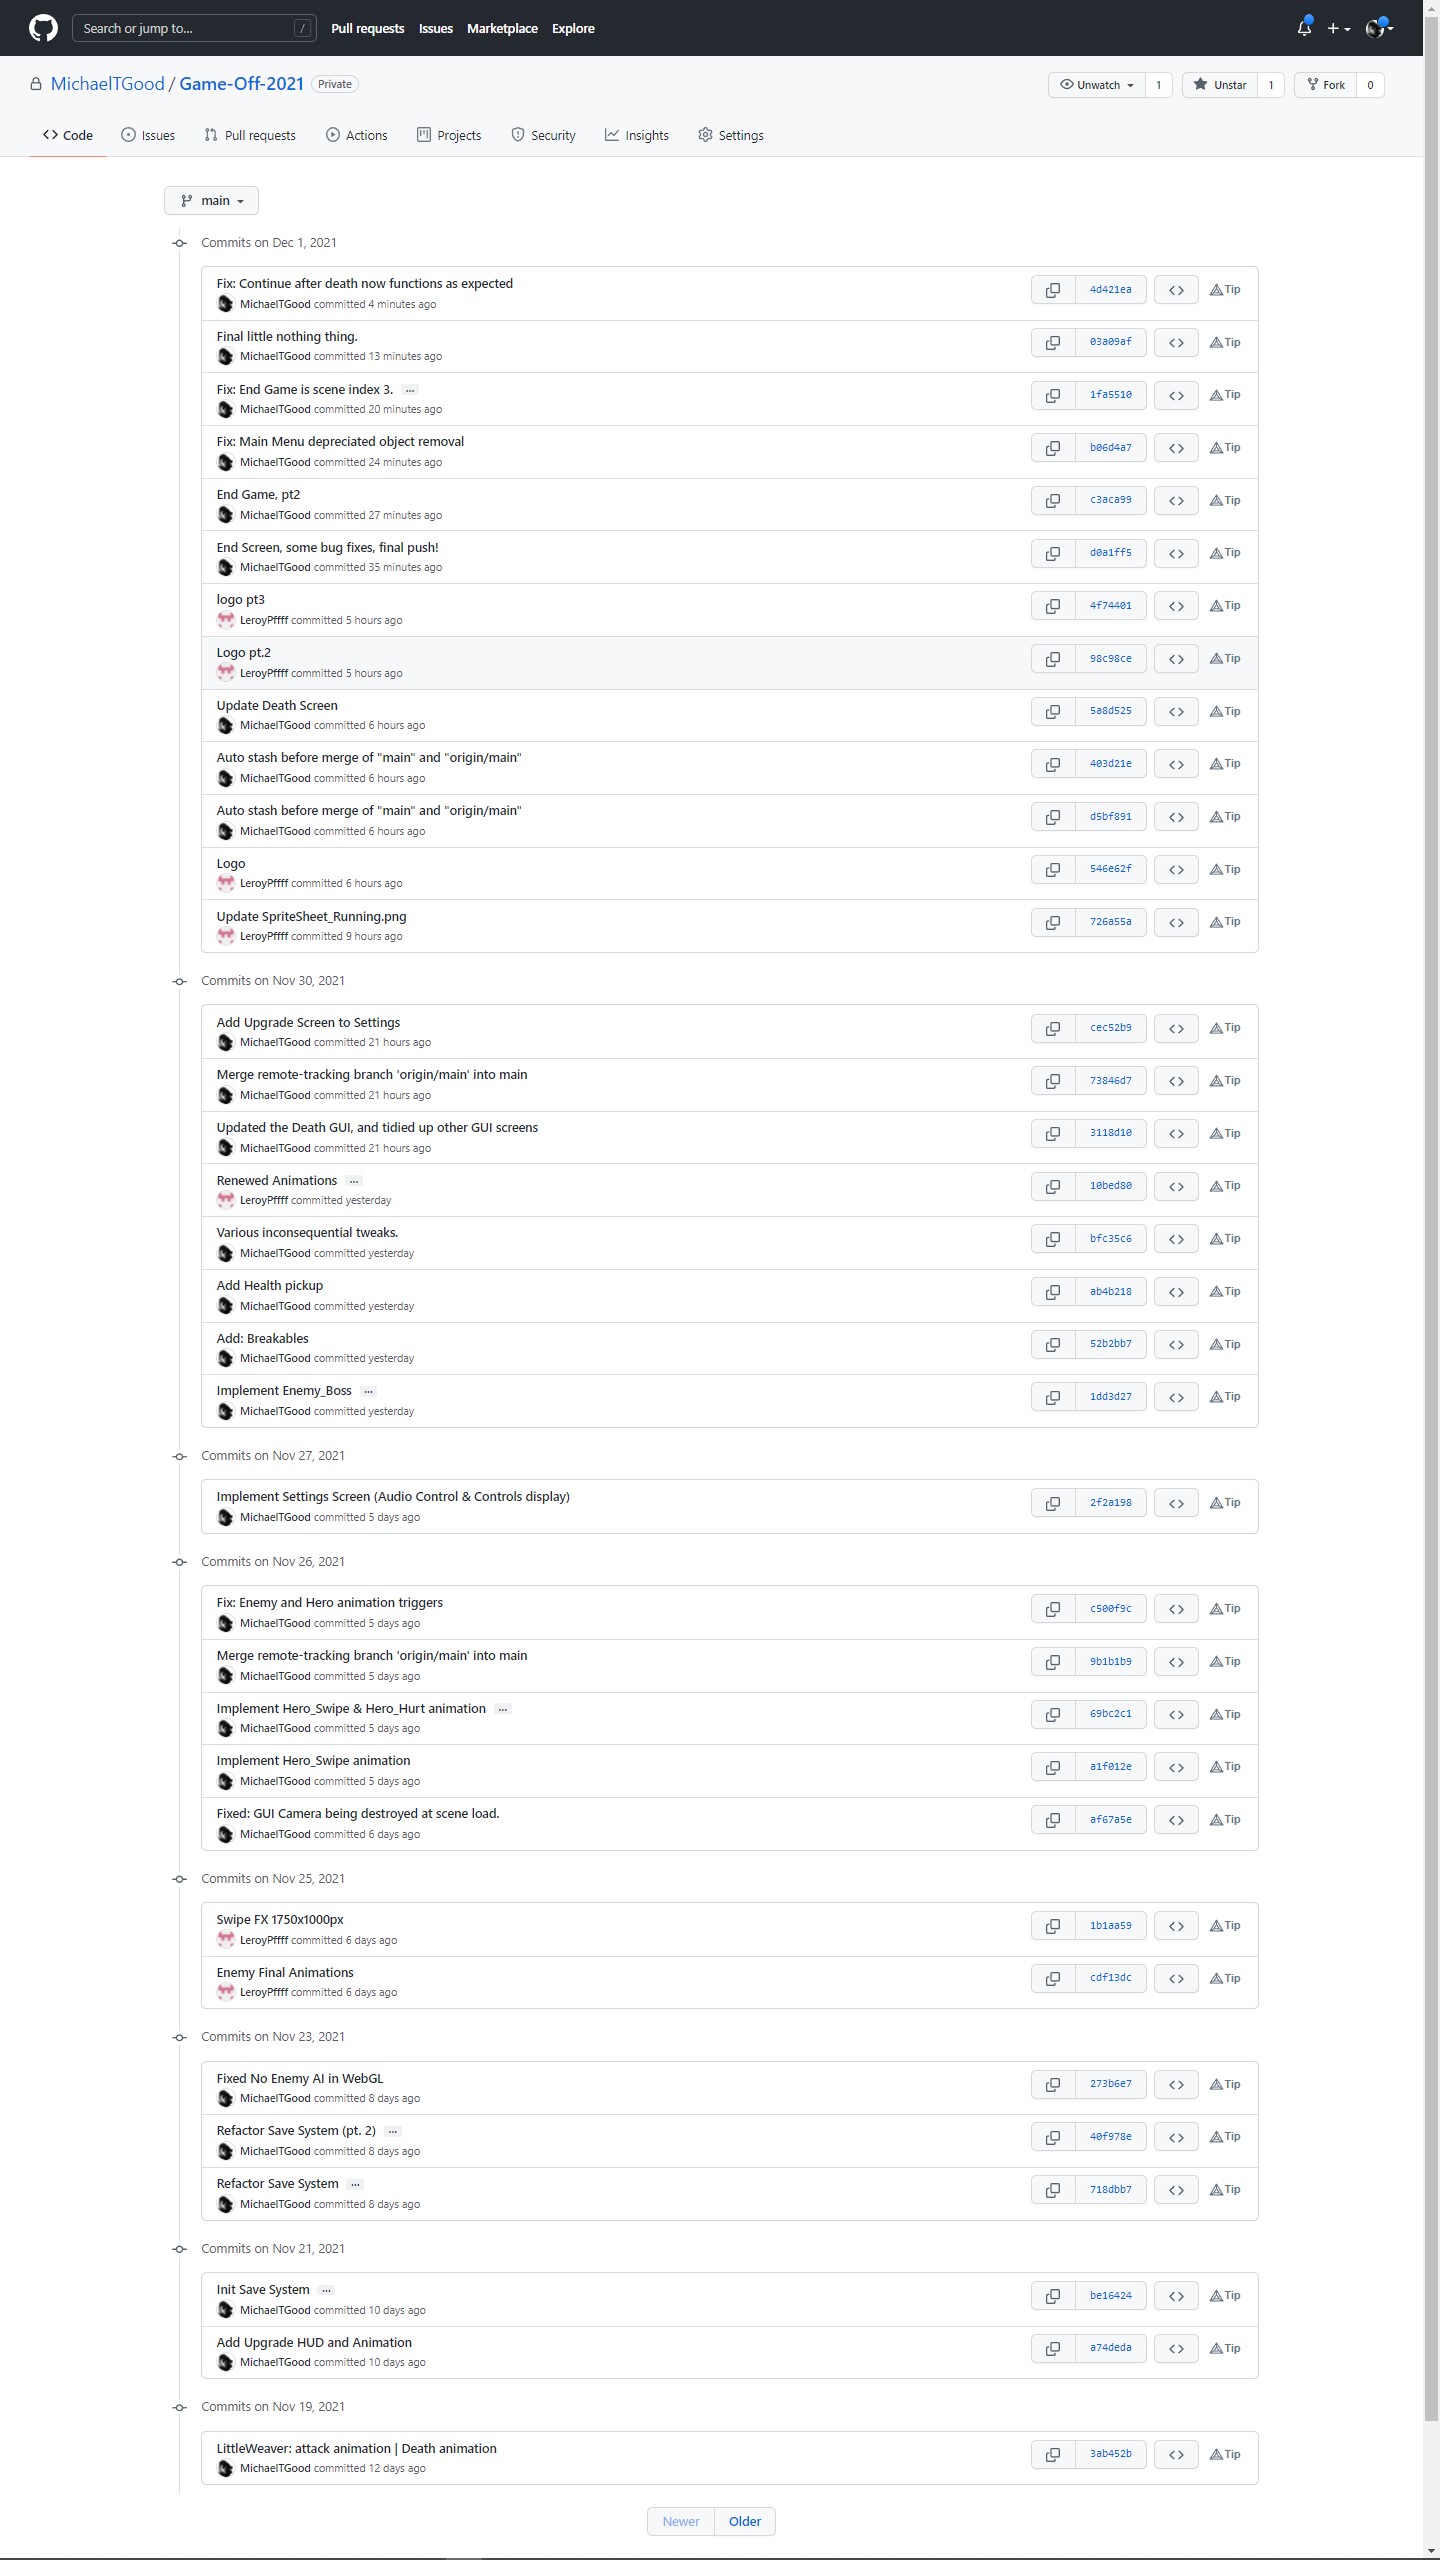 Search or jump to... /
Pull requests Issues Marketplace Explore
MichaelTGood / Game-Off-2021 Private
Unwatch 1 Unstar 1 Fork 0
Code Issues Pull requests Actions Projects Security Insights Settings
main
Commits on Dec 1, 2021
Fix: Continue after death now functions as expected
MichaelTGood committed 4 minutes ago
4d421ea <> Tip
Final little nothing thing.
MichaelTGood committed 13 minutes ago
03a09af <> Tip
Fix: End Game is scene index 3. ...
MichaelTGood committed 20 minutes ago
1fa5510 <> Tip
Fix: Main Menu depreciated object removal
MichaelTGood committed 24 minutes ago
b06d4a7 <> Tip
End Game, pt2
MichaelTGood committed 27 minutes ago
c3aca99 <> Tip
End Screen, some bug fixes, final push!
MichaelTGood committed 35 minutes ago
d0a1ff5 <> Tip
logo pt3
LeroyPffff committed 5 hours ago
4f74401 <> Tip
Logo pt.2
LeroyPffff committed 5 hours ago
98c98ce <> Tip
Update Death Screen
MichaelTGood committed 6 hours ago
5a8d525 <> Tip
Auto stash before merge of "main" and "origin/main"
MichaelTGood committed 6 hours ago
403d21e <> Tip
Auto stash before merge of "main" and "origin/main"
MichaelTGood committed 6 hours ago
d5bf891 <> Tip
Logo
LeroyPffff committed 6 hours ago
546e62f <> Tip
Update SpriteSheet_Running.png
LeroyPffff committed 9 hours ago
726a55a <> Tip
Commits on Nov 30, 2021
Add Upgrade Screen to Settings
MichaelTGood committed 21 hours ago
cec52b9 <> Tip
Merge remote-tracking branch 'origin/main' into main
MichaelTGood committed 21 hours ago
73846d7 <> Tip
Updated the Death GUI, and tidied up other GUI screens
MichaelTGood committed 21 hours ago
3118d10 <> Tip
Renewed Animations ...
LeroyPffff committed yesterday
10bed80 <> Tip
Various inconsequential tweaks.
MichaelTGood committed yesterday
bfc35c6 <> Tip
Add Health pickup
MichaelTGood committed yesterday
ab4b218 <> Tip
Add: Breakables
MichaelTGood committed yesterday
52b2bb7 <> Tip
Implement Enemy_Boss ...
MichaelTGood committed yesterday
1dd3d27 <> Tip
Commits on Nov 27, 2021
Implement Settings Screen (Audio Control & Controls display)
MichaelTGood committed 5 days ago
2f2a198 <> Tip
Commits on Nov 26, 2021
Fix: Enemy and Hero animation triggers
MichaelTGood committed 5 days ago
c500f9c <> Tip
Merge remote-tracking branch 'origin/main' into main
MichaelTGood committed 5 days ago
9b1b1b9 <> Tip
Implement Hero_Swipe & Hero_Hurt animation ...
MichaelTGood committed 5 days ago
69bc2c1 <> Tip
Implement Hero_Swipe animation
MichaelTGood committed 5 days ago
a1f012e <> Tip
Fixed: GUI Camera being destroyed at scene load.
MichaelTGood committed 6 days ago
af67a5e <> Tip
Commits on Nov 25, 2021
Swipe FX 1750x1000px
LeroyPffff committed 6 days ago
1b1aa59 <> Tip
Enemy Final Animations
LeroyPffff committed 6 days ago
cdf13dc <> Tip
Commits on Nov 23, 2021
Fixed No Enemy AI in WebGL
MichaelTGood committed 8 days ago
273b6e7 <> Tip
Refactor Save System (pt. 2) ...
MichaelTGood committed 8 days ago
40f978e <> Tip
Refactor Save System ...
MichaelTGood committed 8 days ago
718dbb7 <> Tip
Commits on Nov 21, 2021
Init Save System ...
MichaelTGood committed 10 days ago
be16424 <> Tip
Add Upgrade HUD and Animation
MichaelTGood committed 10 days ago
a74deda <> Tip
Commits on Nov 19, 2021
LittleWeaver: attack animation | Death animation
MichaelTGood committed 12 days ago
3ab452b <> Tip
Newer Older